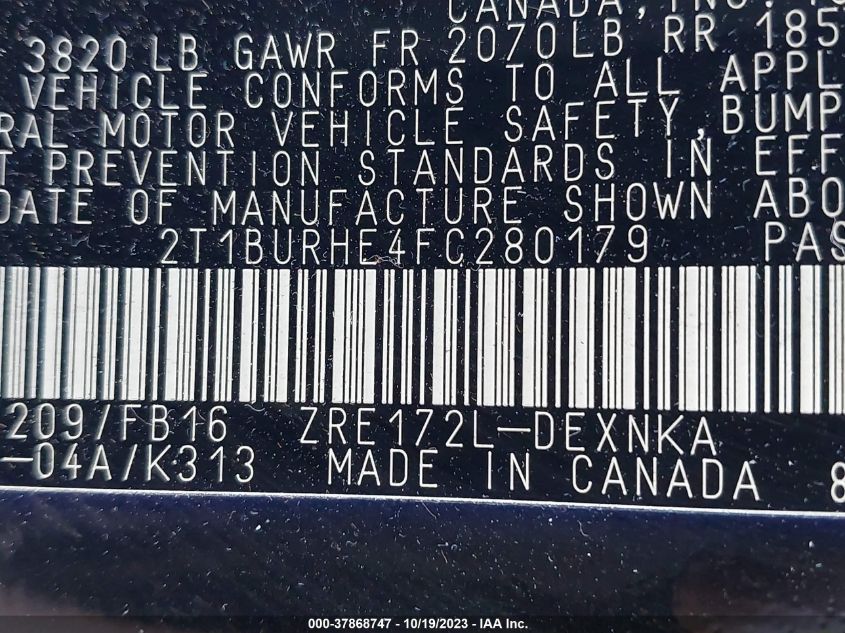 CANADA, INC.
3820 LB GAWR FR 2070LB RR 185
VEHICLE CONFORMS TO ALL APPL
RAL MOTOR VEHICLE SAFETY, BUMP
T PREVENTION STANDARDS IN EFF
DATE OF MANUFACTURE SHOWN ABO
2T1BURHE4FC280179 PAS
209/FB16 ZRE172L-DEXNKA
-04A/K313 MADE IN CANADA 8
000-37868747 - 10/19/2023 - IAA Inc.